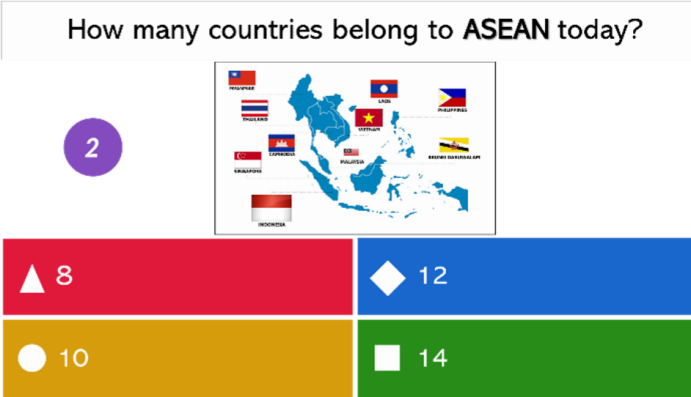 How many countries belong to ASEAN today?
MYANMAR
LAOS
THAILAND
PHILIPPINES
VIETNAM
2
CAMBODIA
MALAYSIA
BRUNEI DARUSSALAM
SINGAPORE
INDONESIA
8
12
10
14